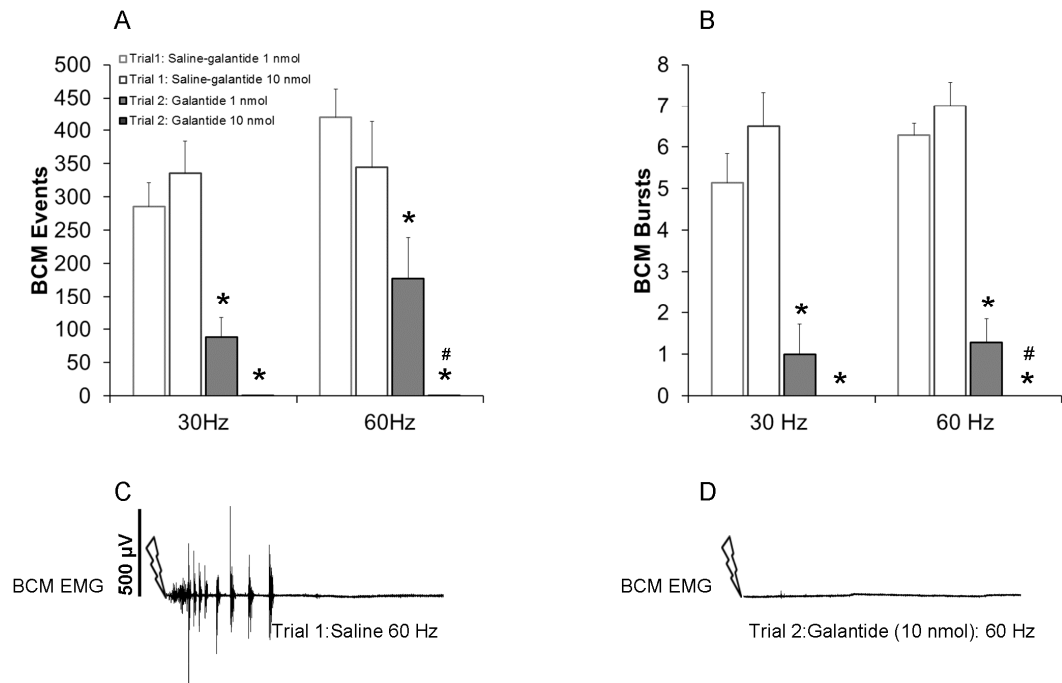 A
Trial1: Saline-galantide 1 nmol
Trial 1: Saline-galantide 10 nmol
Trial 2: Galantide 1 nmol
Trial 2: Galantide 10 nmol
BCM Events
500
450
400
350
300
250
200
150
100
50
0
*
*
*
#
*
30Hz
60Hz
B
BCM Bursts
8
7
6
5
4
3
2
1
0
*
*
*
#
*
30 Hz
60 Hz
C
500 µV
BCM EMG
Trial 1:Saline 60 Hz
D
BCM EMG
Trial 2:Galantide (10 nmol): 60 Hz